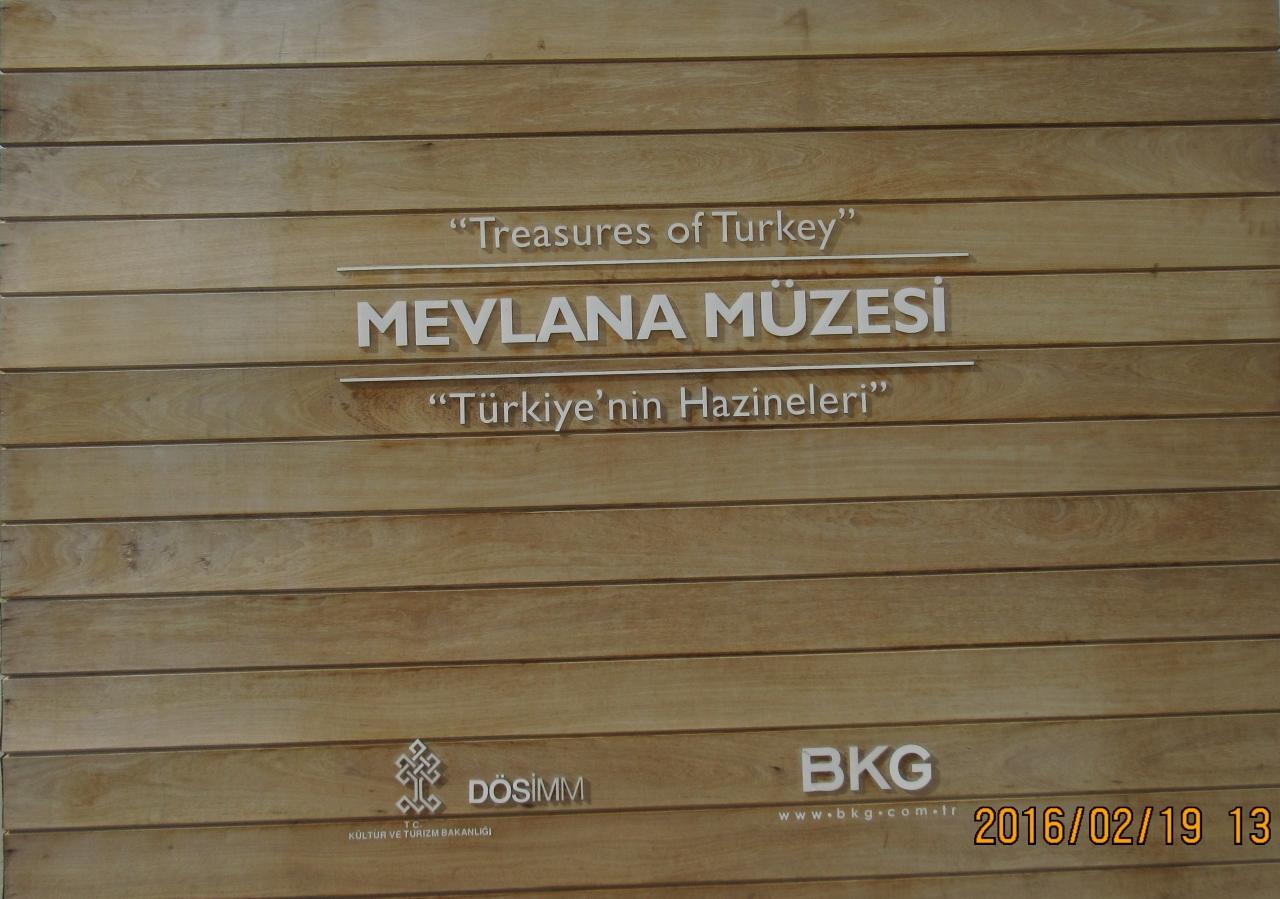 “Treasures of Turkey”
MEVLANA MÜZESİ
“Türkiye’nin Hazineleri”
DÖSİMM
T.C.
KÜLTÜR VE TURİZM BAKANLIĞI
BKG
www•bkg•com•tr
2016/02/19 13